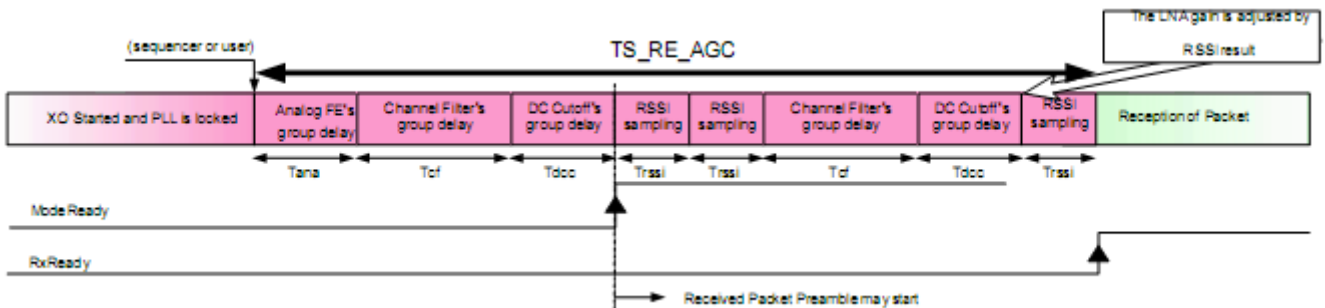 The LNA gain is adjusted by
RSSI result
(sequencer or user)
TS_RE_AGC
XO Started and PLL is locked
Analog FE's
group delay
Channel Filter's
group delay
DC Cutoff's
group delay
RSSI
sampling
RSSI
sampling
Channel Filter's
group delay
DC Cutoff's
group delay
RSSI
sampling
Reception of Packet
Tana
Tcf
Tdcc
Trssi
Trssi
Tcf
Tdcc
Trssi
ModeReady
RxReady
Received Packet Preamble may start